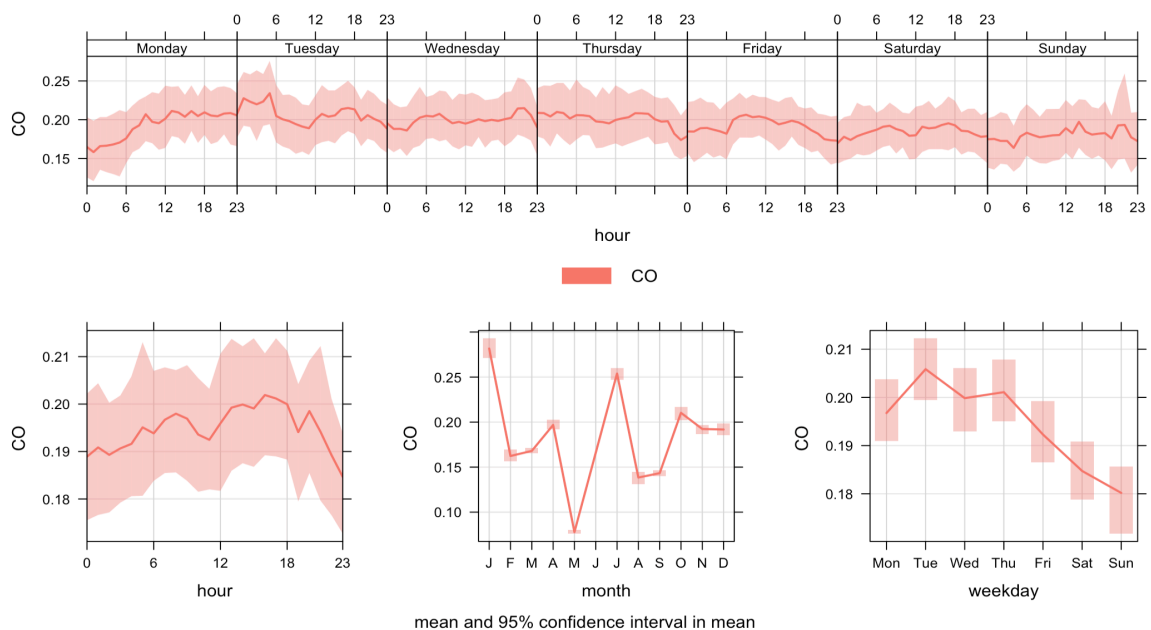 0 6 12 18 23 0 6 12 18 0 6 12 18 23
Monday Tuesday Wednesday Thursday Friday Saturday Sunday
0.25
0.20
0.15
CO
0 6 12 18 23 0 6 12 18 23 0 6 12 18 0 6 12 18 23
hour
CO
0.21
0.20
0.19
0.18
CO
0 6 12 18 23
hour
0.25
0.20
0.15
0.10
CO
J F M A M J J A S O N D
month
0.21
0.20
0.19
0.18
CO
Mon Tue Wed Thu Fri Sat Sun
weekday
mean and 95% confidence interval in mean